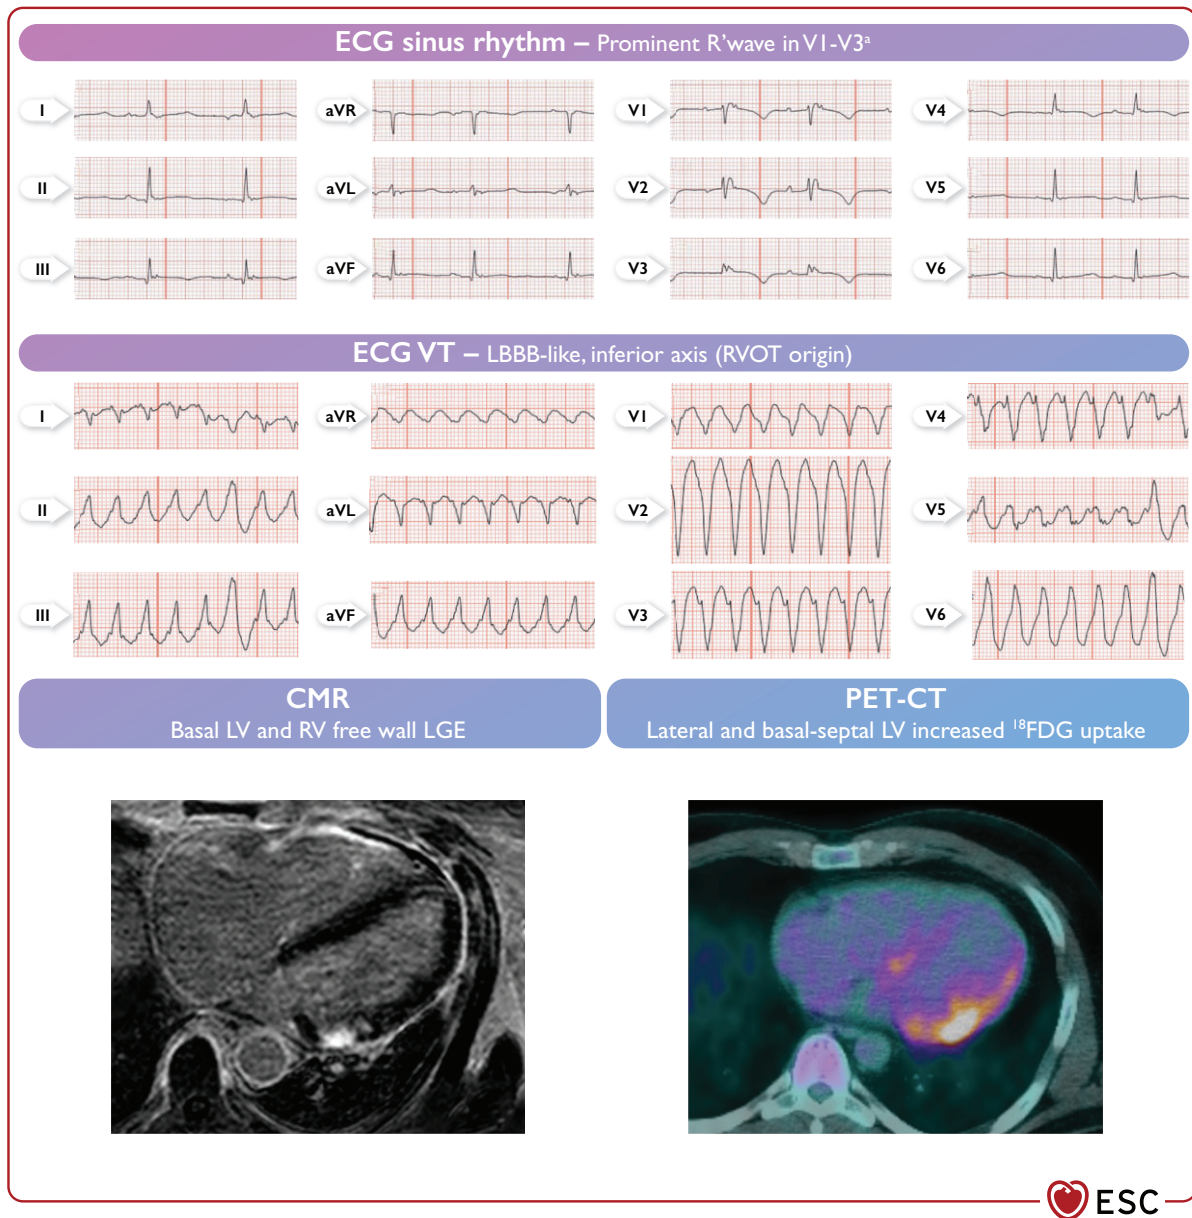 ECG sinus rhythm – Prominent R'wave in V1-V3ᵃ
I aVR V1 V4
II aVL V2 V5
III aVF V3 V6
ECG VT – LBBB-like, inferior axis (RVOT origin)
I aVR V1 V4
II aVL V2 V5
III aVF V3 V6
CMR
Basal LV and RV free wall LGE
PET-CT
Lateral and basal-septal LV increased ¹⁸FDG uptake
ESC